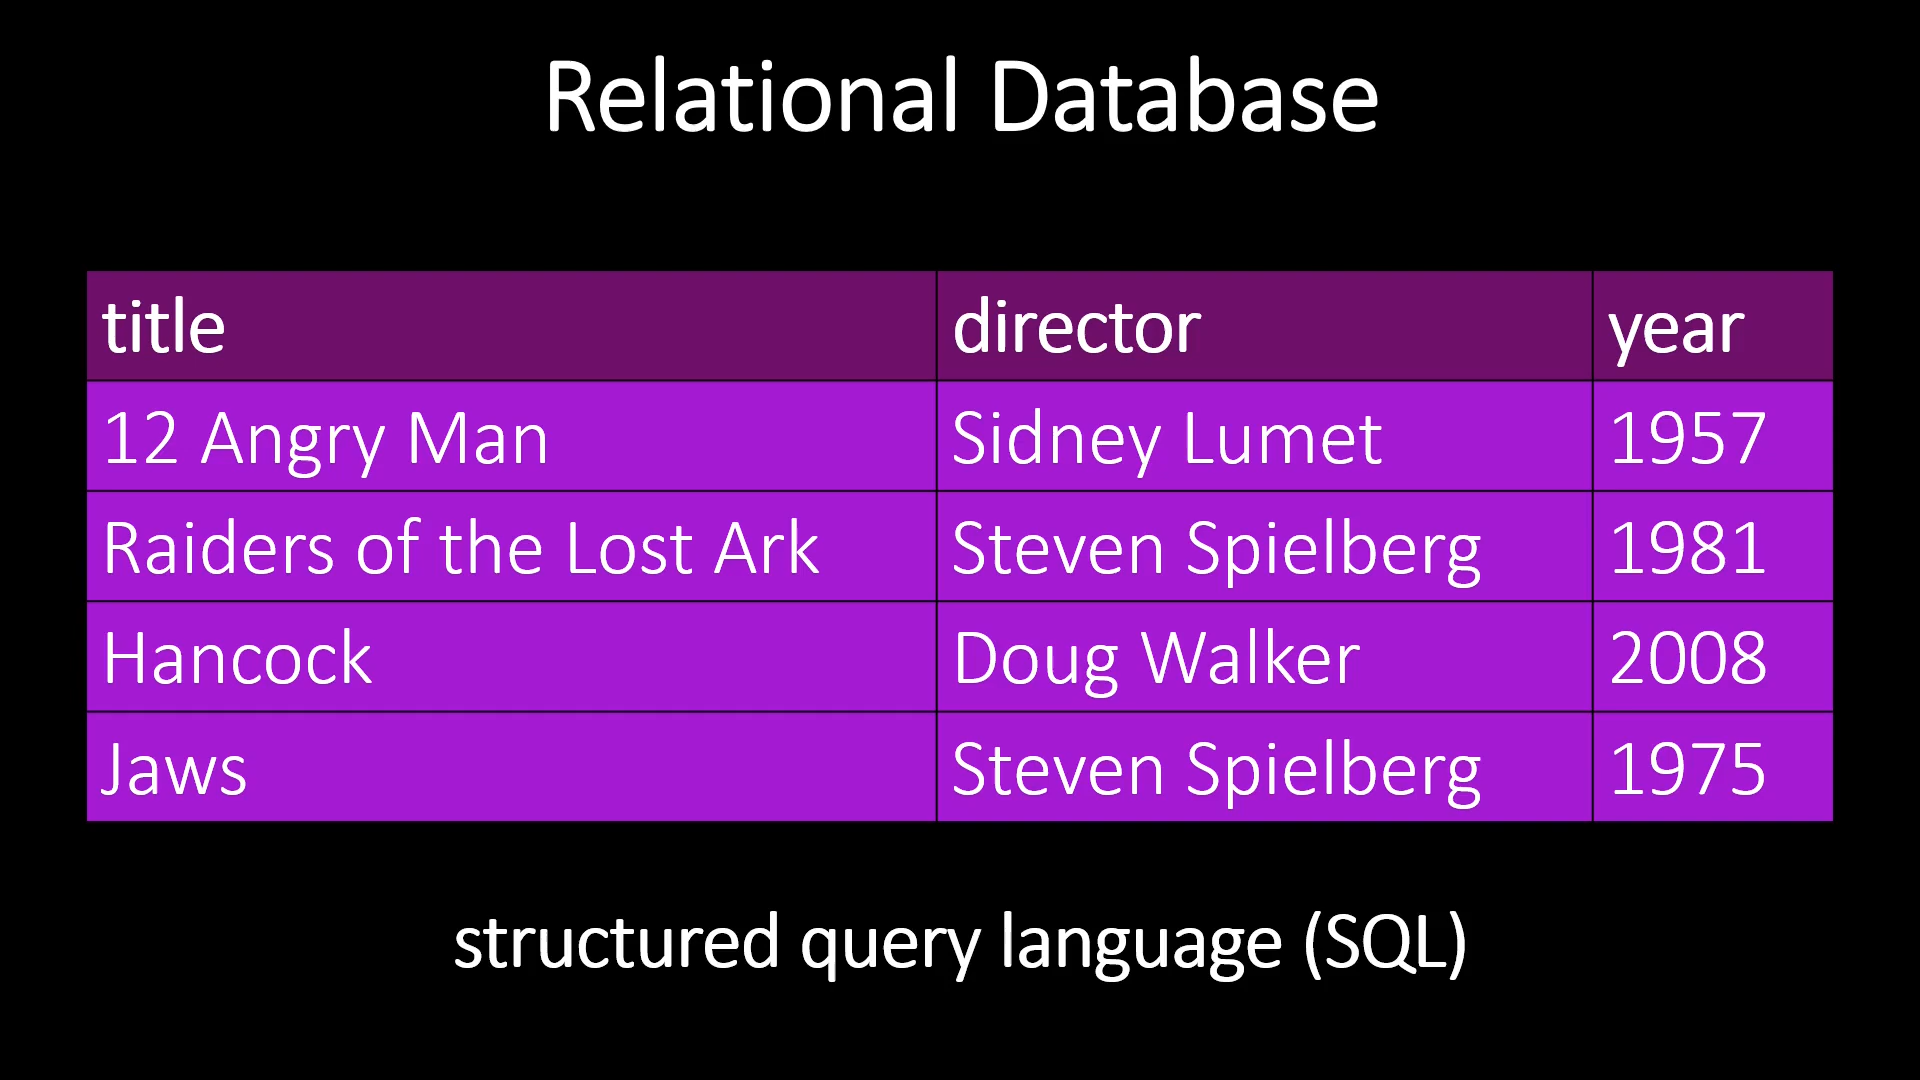 Relational Database
title director year
12 Angry Man Sidney Lumet 1957
Raiders of the Lost Ark Steven Spielberg 1981
Hancock Doug Walker 2008
Jaws Steven Spielberg 1975
structured query language (SQL)